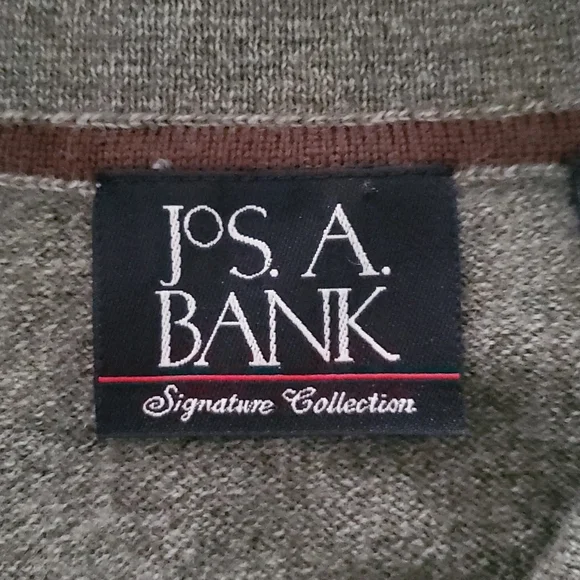 Jos. A.
BANK
Signature Collection